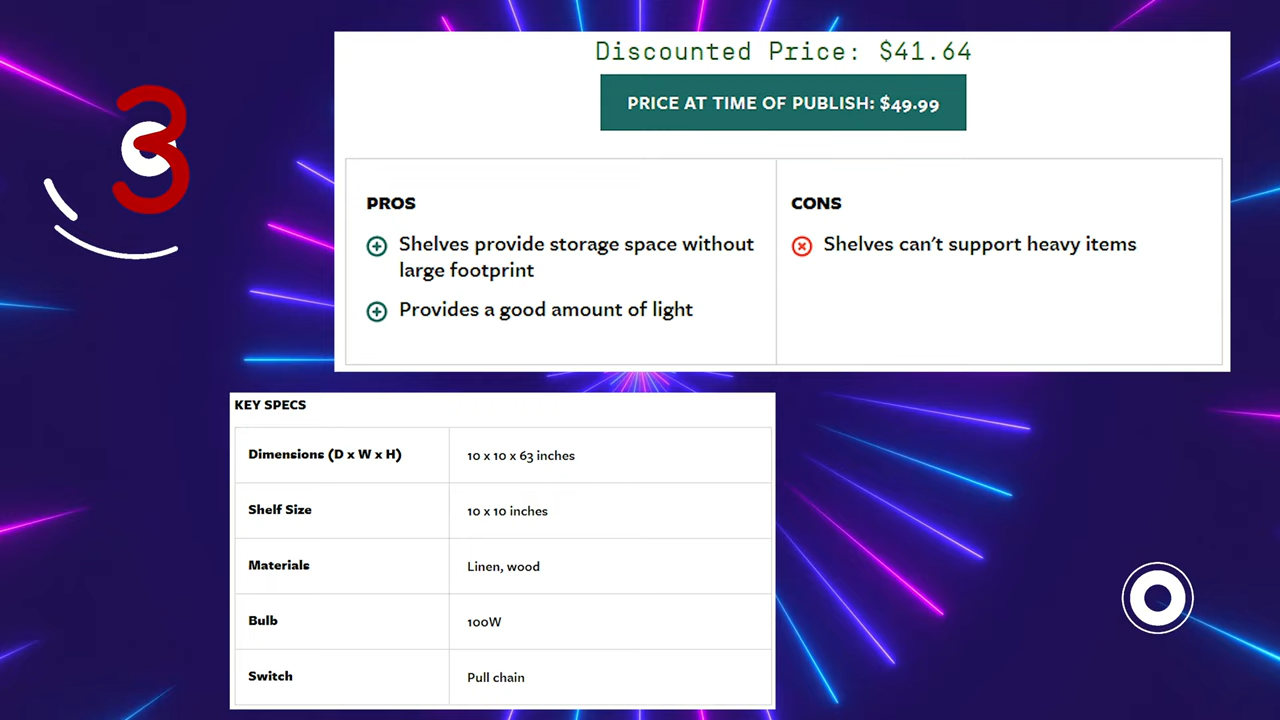 3
Discounted Price: $41.64
PRICE AT TIME OF PUBLISH: $49.99
PROS
Shelves provide storage space without
large footprint
Provides a good amount of light
CONS
Shelves can't support heavy items
KEY SPECS
Dimensions (D x W x H) 10 x 10 x 63 inches
Shelf Size 10 x 10 inches
Materials Linen, wood
Bulb 100W
Switch Pull chain